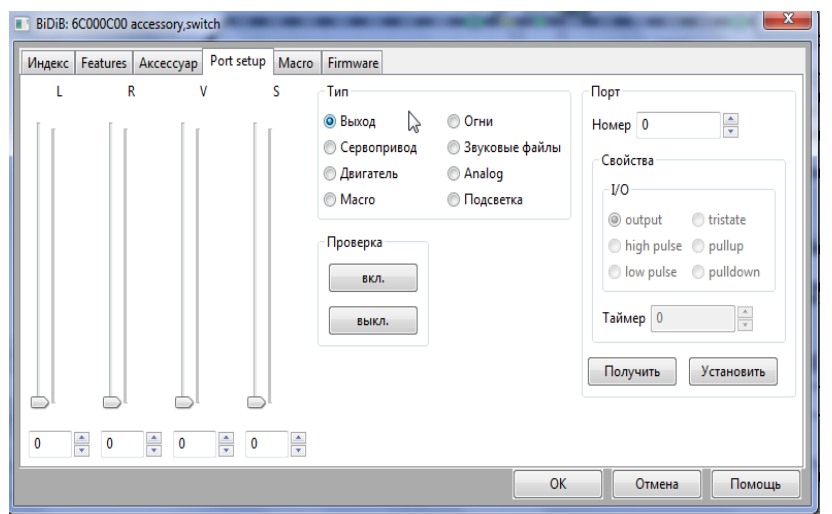 BiDiB: 6C000C00 accessory,switch
Индекс Features Аксессуар Port setup Macro Firmware
L R V S
Тип
Выход Огни
Сервопривод Звуковые файлы
Двигатель Analog
Macro Подсветка
Проверка
вкл.
выкл.
Порт
Номер 0
Свойства
I/O
output tristate
high pulse pullup
low pulse pulldown
Таймер 0
Получить Установить
0 0 0 0
OK Отмена Помощь